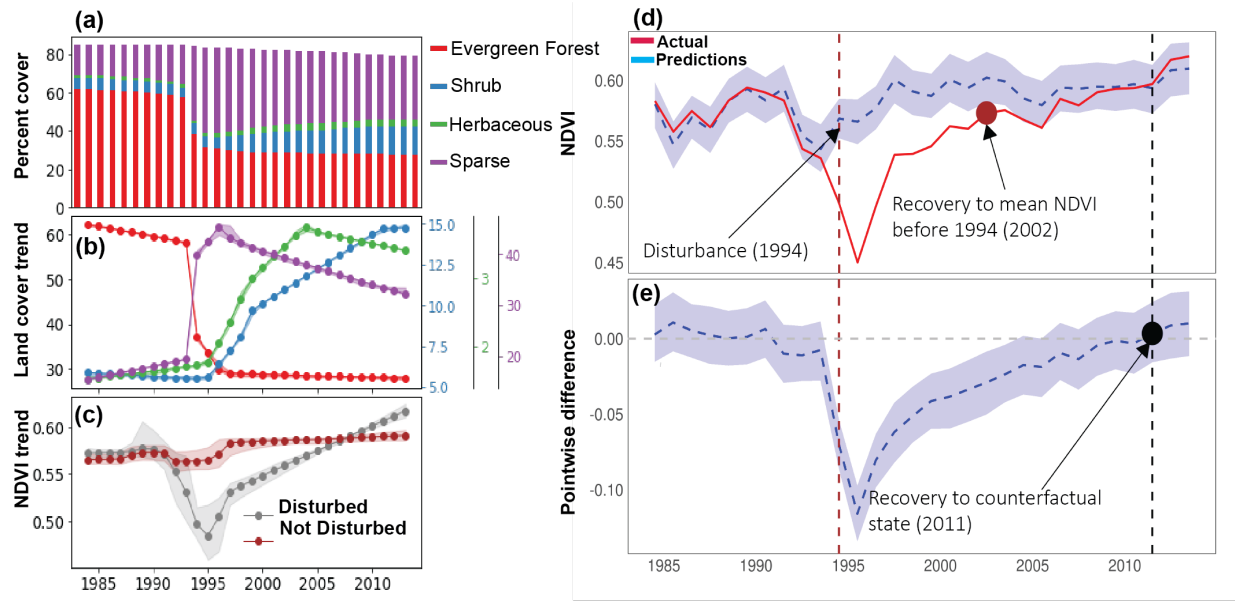 (a)
Percent cover
80
60
40
20
0
Evergreen Forest
Shrub
Herbaceous
Sparse
(b)
Land cover trend
60
50
40
30
15.0
12.5
10.0
7.5
5.0
3
2
40
30
20
(c)
NDVI trend
0.60
0.55
0.50
Disturbed
Not Disturbed
1985 1990 1995 2000 2005 2010
(d)
Actual
Predictions
NDVI
0.60
0.55
0.50
0.45
Disturbance (1994)
Recovery to mean NDVI
before 1994 (2002)
(e)
Pointwise difference
0.00
-0.05
-0.10
Recovery to counterfactual
state (2011)
1985 1990 1995 2000 2005 2010